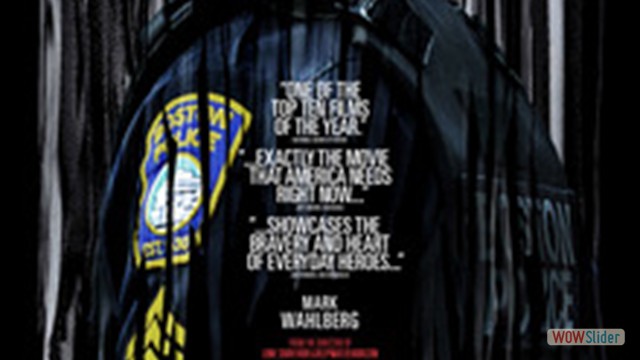 "ONE OF THE
TOP TEN FILMS
OF THE YEAR."
"...EXACTLY THE MOVIE
THAT AMERICA NEEDS
RIGHT NOW..."
"...SHOWCASES THE
BRAVERY AND HEART
OF EVERYDAY HEROES..."
MARK
WAHLBERG
BOSTON
POLICE
BOSTON
WOWSlider